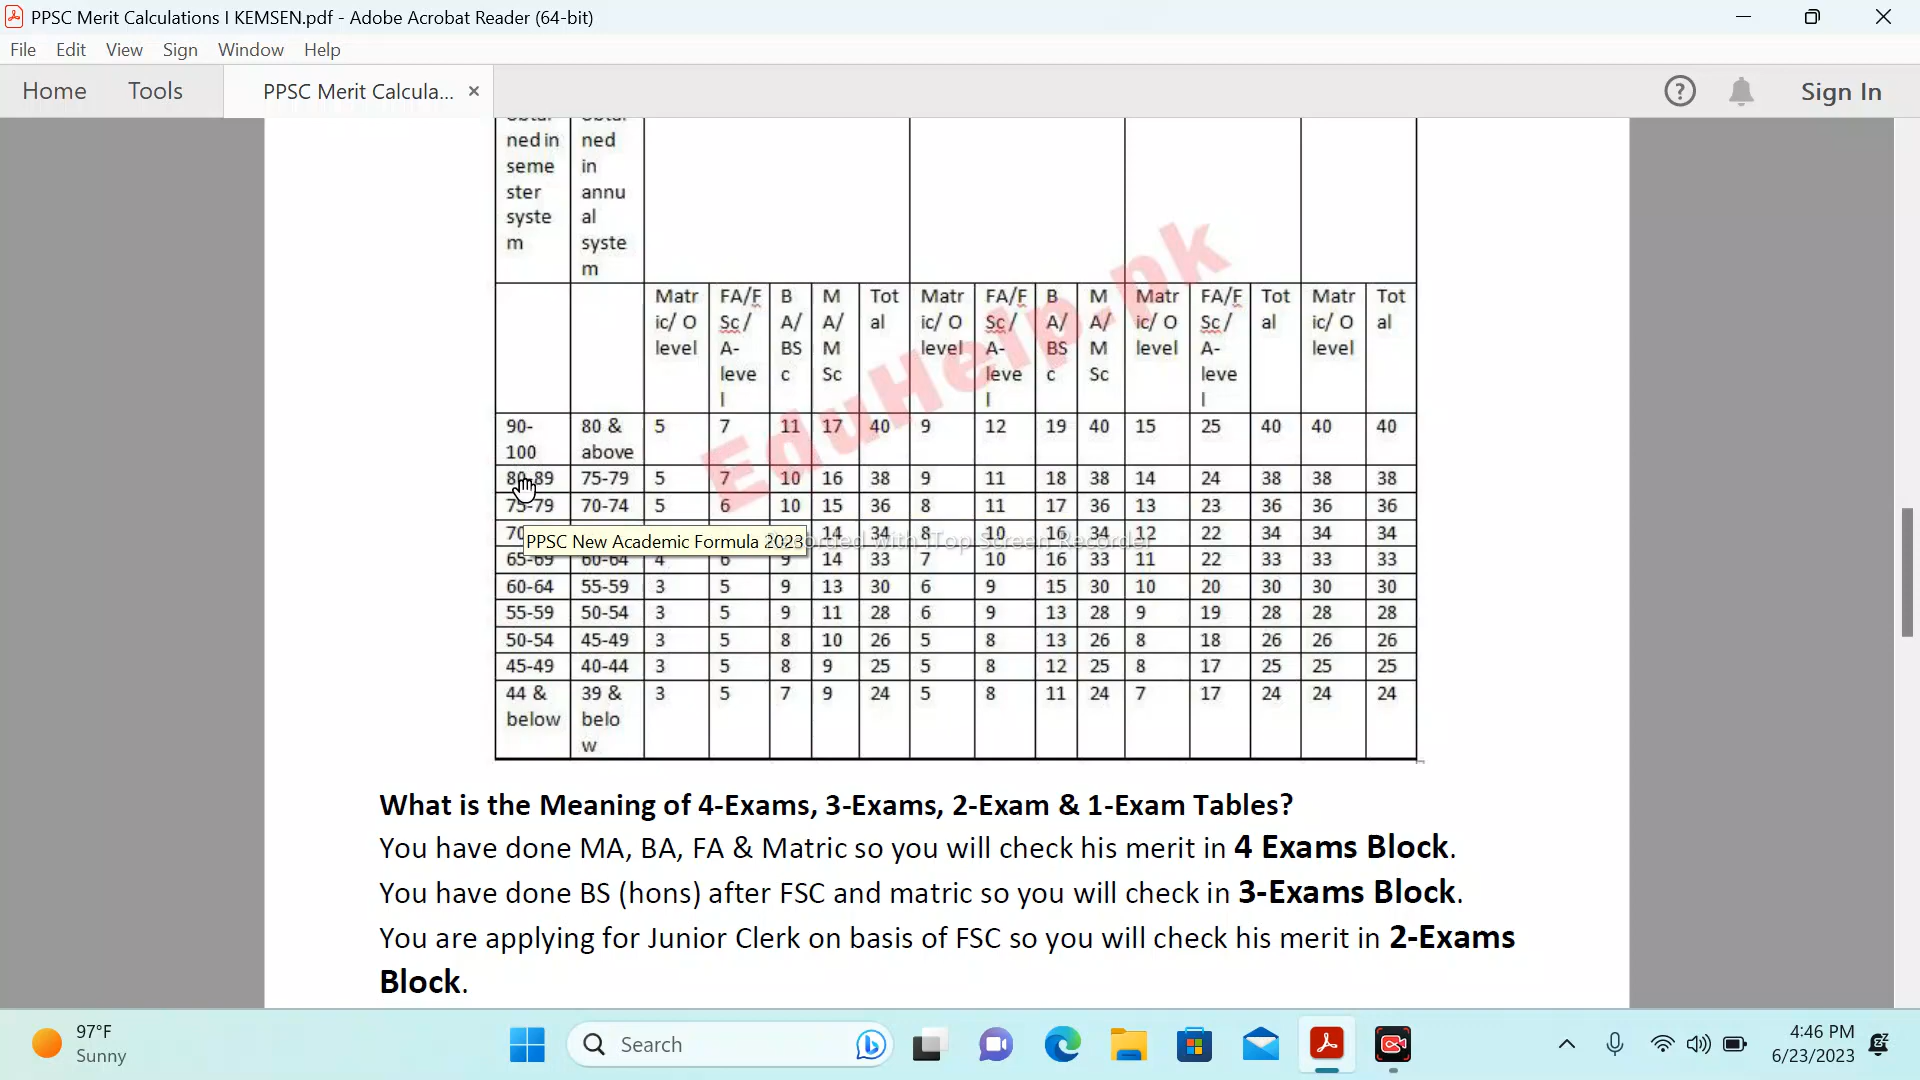 PPSC Merit Calculations I KEMSEN.pdf - Adobe Acrobat Reader (64-bit)
File Edit View Sign Window Help
Home Tools PPSC Merit Calcula... × Sign In
ned in ned
seme in
ster annu
syste al
m syste
m
Matr FA/F B M Tot Matr FA/F B M Matr FA/F Tot Matr Tot
ic/ O Sc/ A/ A/ al ic/ O Sc/ A/ A/ ic/ O Sc/ al ic/ O al
level A- BS M level A- BS M level A- level
leve c Sc leve c Sc leve
l l l
90- 80 & 5 7 11 17 40 9 12 19 40 15 25 40 40 40
100 above
80-89 75-79 5 7 10 16 38 9 11 18 38 14 24 38 38 38
75-79 70-74 5 6 10 15 36 8 11 17 36 13 23 36 36 36
70 14 34 8 10 16 34 12 22 34 34 34
PPSC New Academic Formula 2023
Recorded with iTop Screen Recorder
65-69 60-64 4 6 9 14 33 7 10 16 33 11 22 33 33 33
60-64 55-59 3 5 9 13 30 6 9 15 30 10 20 30 30 30
55-59 50-54 3 5 9 11 28 6 9 13 28 9 19 28 28 28
50-54 45-49 3 5 8 10 26 5 8 13 26 8 18 26 26 26
45-49 40-44 3 5 8 9 25 5 8 12 25 8 17 25 25 25
44 & 39 & 3 5 7 9 24 5 8 11 24 7 17 24 24 24
below belo
w
EduHelp.pk
What is the Meaning of 4-Exams, 3-Exams, 2-Exam & 1-Exam Tables?
You have done MA, BA, FA & Matric so you will check his merit in 4 Exams Block.
You have done BS (hons) after FSC and matric so you will check in 3-Exams Block.
You are applying for Junior Clerk on basis of FSC so you will check his merit in 2-Exams
Block.
97°F
Sunny
Search
4:46 PM
6/23/2023